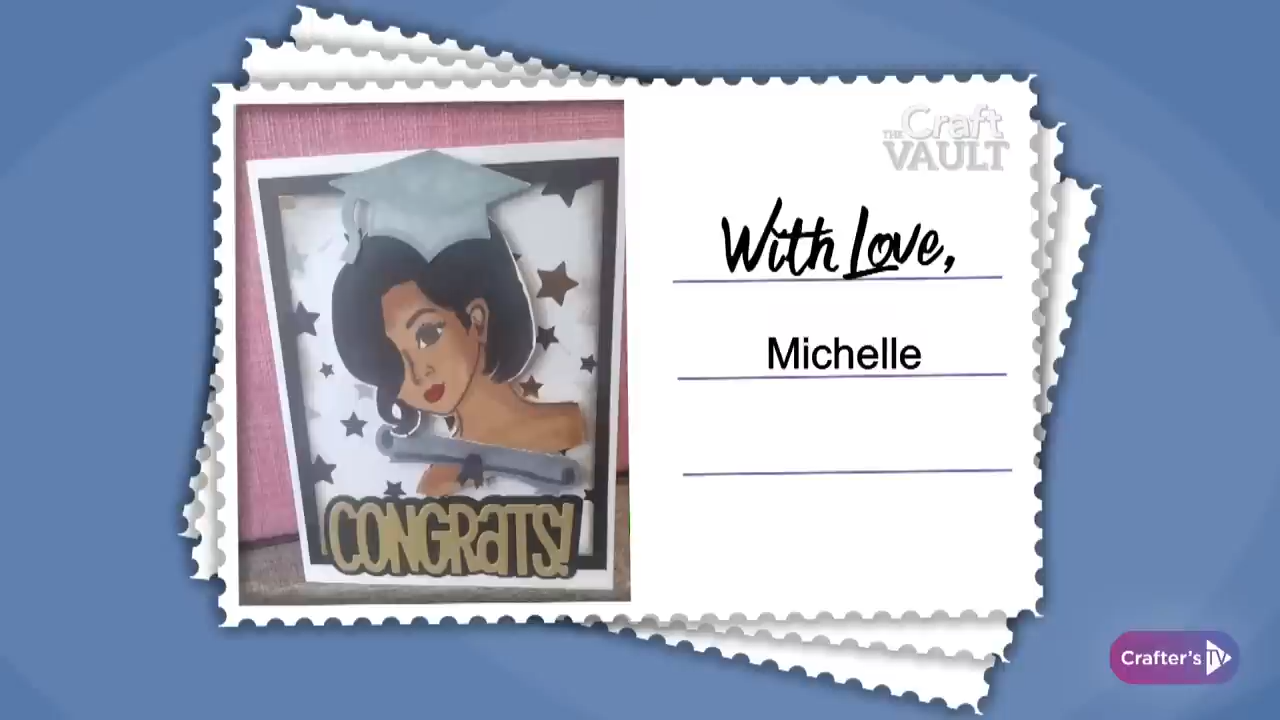 THE Craft
VAULT
With Love,
Michelle
CONGRATS!
Crafter's TV